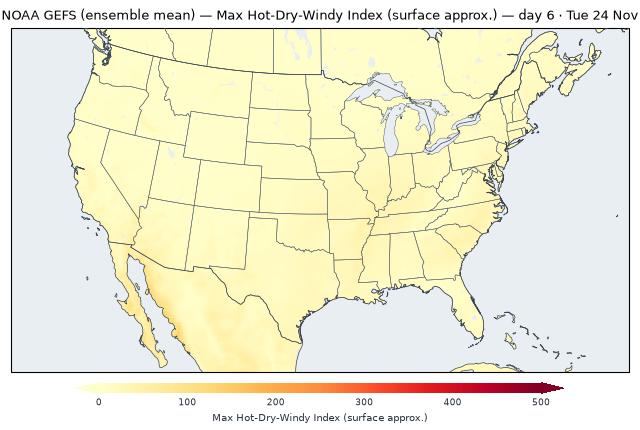 NOAA GEFS (ensemble mean) — Max Hot-Dry-Windy Index (surface approx.) — day 6 · Tue 24 Nov
0 100 200 300 400 500
Max Hot-Dry-Windy Index (surface approx.)